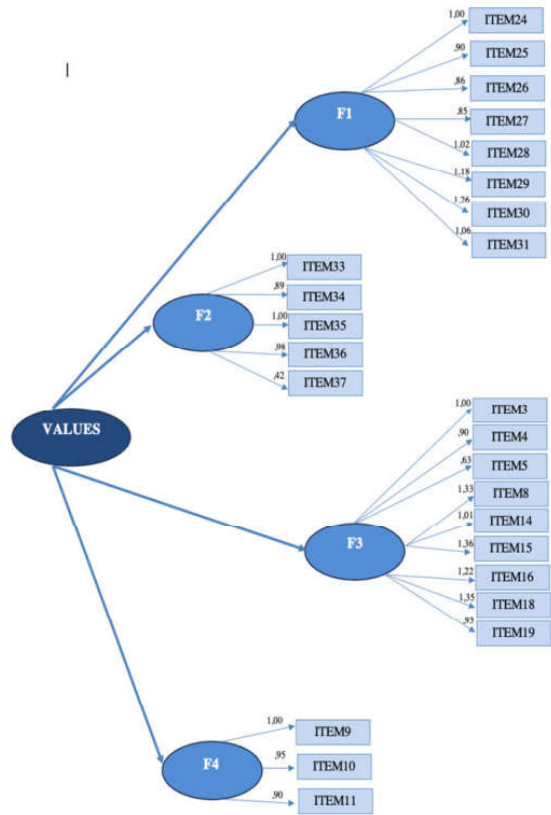 1,00 ITEM24
,90 ITEM25
,86 ITEM26
F1
,85 ITEM27
1,02 ITEM28
1,18 ITEM29
1,26 ITEM30
1,06 ITEM31
1,00 ITEM33
,89 ITEM34
F2
1,00 ITEM35
,98 ITEM36
,42 ITEM37
VALUES
1,00 ITEM3
,90 ITEM4
,63 ITEM5
1,33 ITEM8
1,01 ITEM14
F3
1,36 ITEM15
1,22 ITEM16
1,35 ITEM18
,93 ITEM19
1,00 ITEM9
F4
,95 ITEM10
,90 ITEM11